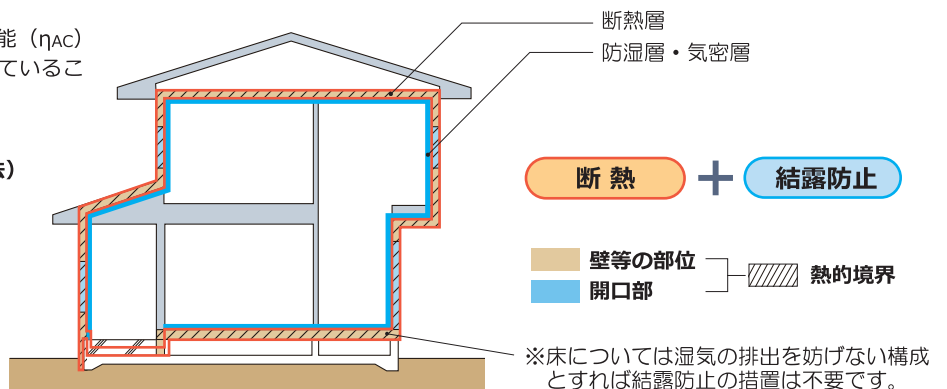 能（ηAC）
ているこ
法）
断熱層
防湿層・気密層
断 熱 + 結露防止
壁等の部位
開口部
熱的境界
※床については湿気の排出を妨げない構成
とすれば結露防止の措置は不要です。